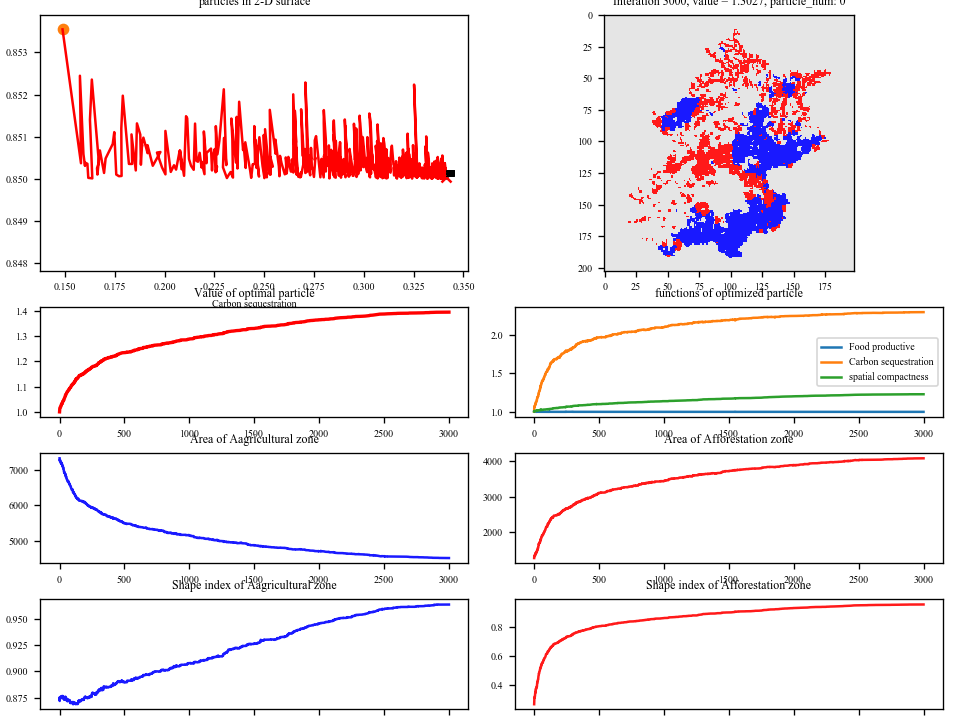 particles in 2-D surface
0.853
0.852
0.851
0.850
0.849
0.848
0.150 0.175 0.200 0.225 0.250 0.275 0.300 0.325 0.350
Carbon sequestration
Interation 3000, value = 1.3027, particle_num: 0
0
25
50
75
100
125
150
175
200
0 25 50 75 100 125 150 175
Value of optimal particle
1.4
1.3
1.2
1.1
1.0
0 500 1000 1500 2000 2500 3000
functions of optimized particle
2.0
1.5
1.0
Food productive
Carbon sequestration
spatial compactness
0 500 1000 1500 2000 2500 3000
Area of Aagricultural zone
7000
6000
5000
0 500 1000 1500 2000 2500 3000
Area of Afforestation zone
4000
3000
2000
0 500 1000 1500 2000 2500 3000
Shape index of Aagricultural zone
0.950
0.925
0.900
0.875
Shape index of Afforestation zone
0.8
0.6
0.4